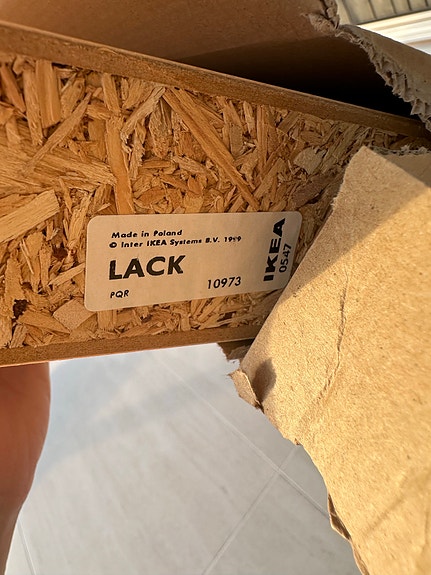 Made in Poland
© Inter IKEA Systems B.V. 1999
LACK
PQR
10973
IKEA
0547